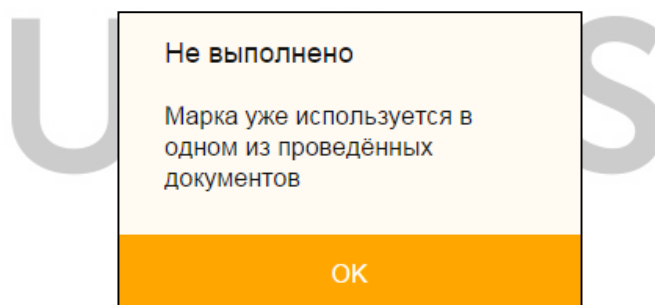 Не выполнено
Марка уже используется в
одном из проведённых
документов
OK